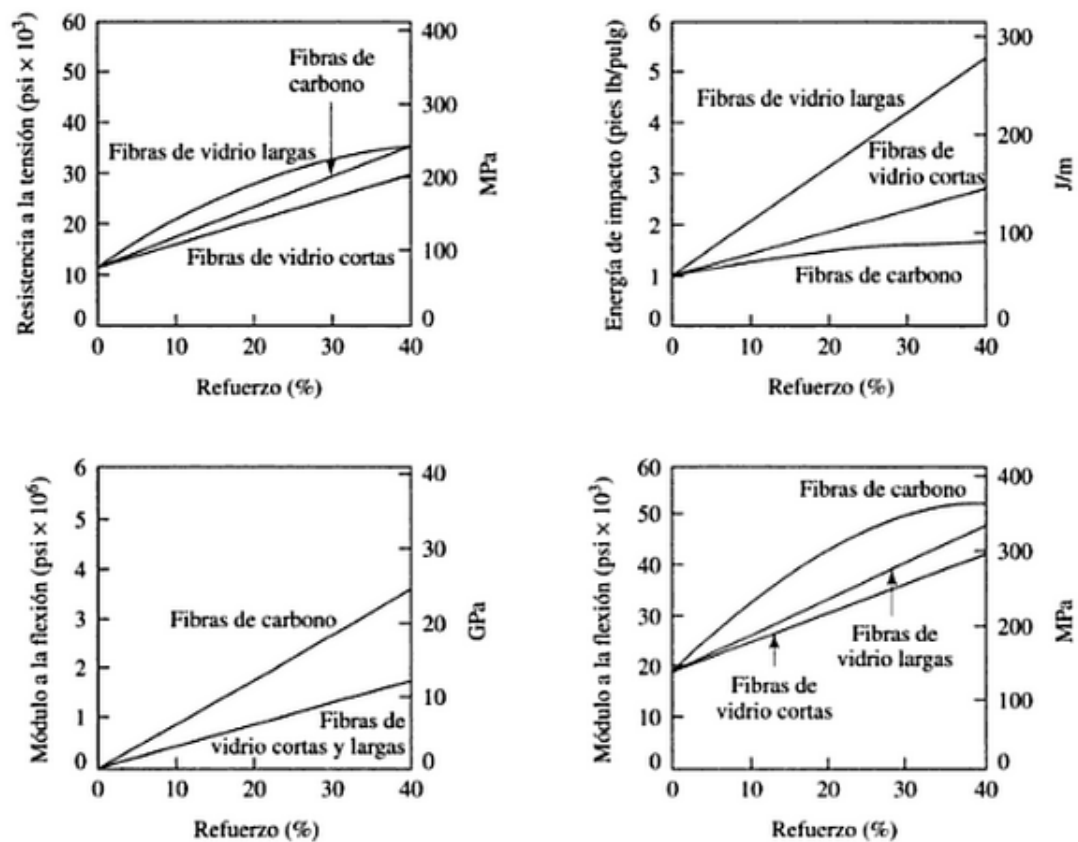 Resistencia a la tensión (psi × 10³)
60
50
40
30
20
10
0
Fibras de
carbono
Fibras de vidrio largas
Fibras de vidrio cortas
400
300
200
100
0
MPa
0 10 20 30 40
Refuerzo (%)
Energía de impacto (pies lb/pulg)
6
5
4
3
2
1
0
Fibras de vidrio largas
Fibras de
vidrio cortas
Fibras de carbono
300
200
100
0
J/m
0 10 20 30 40
Refuerzo (%)
Módulo a la flexión (psi × 10⁶)
6
5
4
3
2
1
0
Fibras de carbono
Fibras de
vidrio cortas y largas
40
30
20
10
0
GPa
0 10 20 30 40
Refuerzo (%)
Módulo a la flexión (psi × 10³)
60
50
40
30
20
10
0
Fibras de carbono
Fibras de
vidrio largas
Fibras de
vidrio cortas
400
300
200
100
0
MPa
0 10 20 30 40
Refuerzo (%)